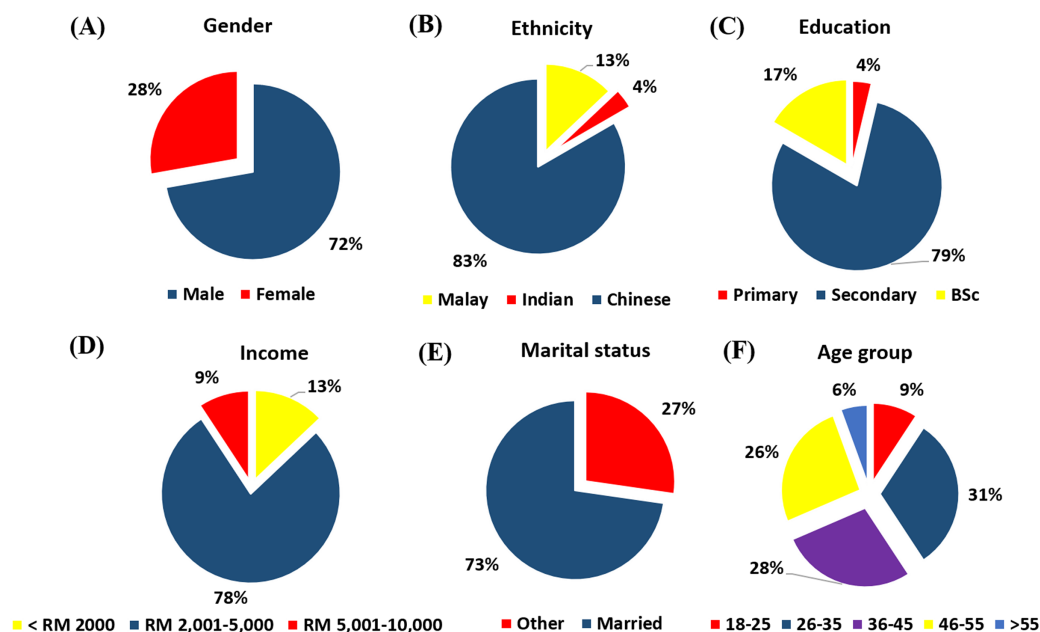 (A) Gender
28%
72%
Male Female
(B) Ethnicity
13%
4%
83%
Malay Indian Chinese
(C) Education
17% 4%
79%
Primary Secondary BSc
(D) Income
9% 13%
78%
< RM 2000 RM 2,001-5,000 RM 5,001-10,000
(E) Marital status
27%
73%
Other Married
(F) Age group
6% 9%
26%
31%
28%
18-25 26-35 36-45 46-55 >55